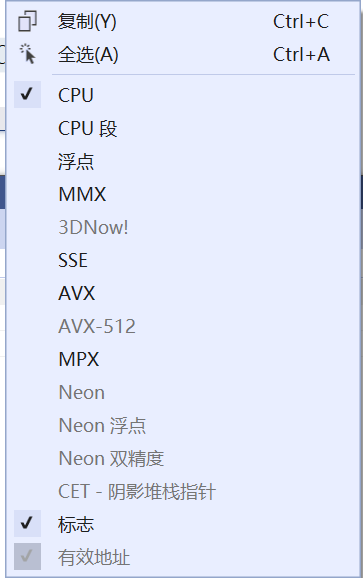 复制(Y) Ctrl+C
全选(A) Ctrl+A
CPU
CPU 段
浮点
MMX
3DNow!
SSE
AVX
AVX-512
MPX
Neon
Neon 浮点
Neon 双精度
CET - 阴影堆栈指针
标志
有效地址